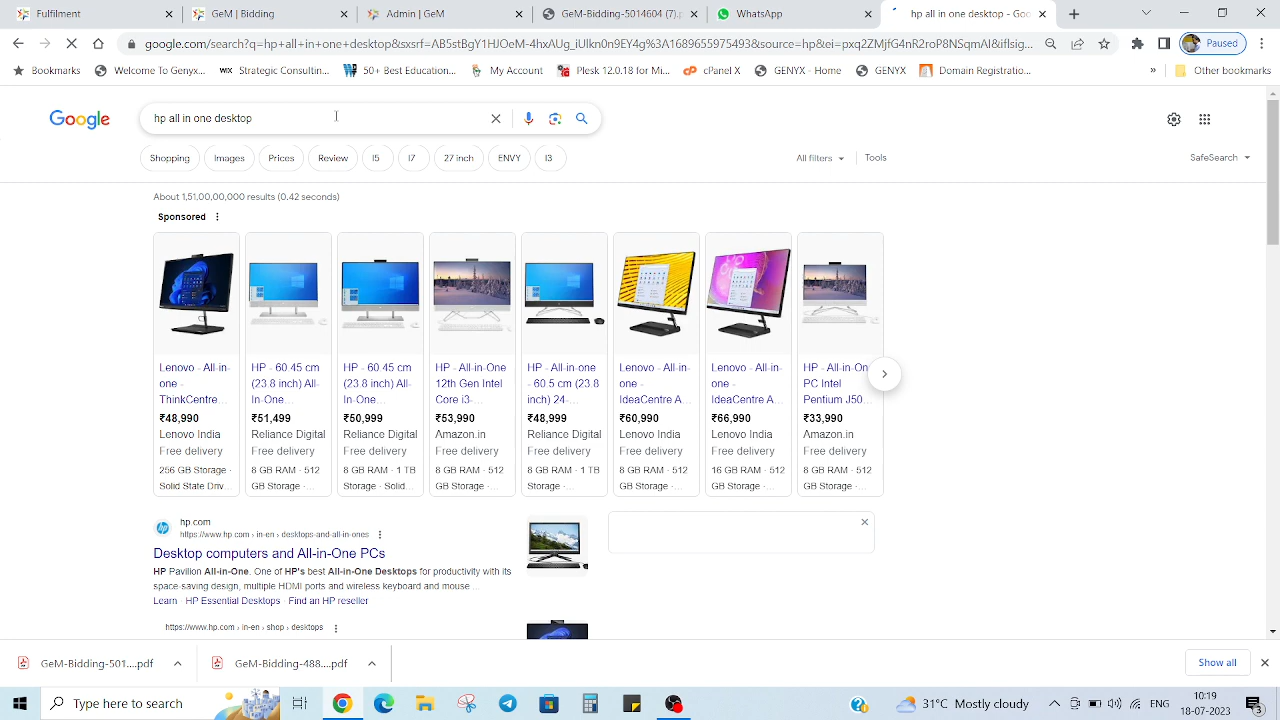 Fulfilment
GeM | Bidding
Admin | GeM
GeM-Bidding-5014604 (7).p
WhatsApp
hp all in one desktop - Goo
google.com/search?q=hp+all+in+one+desktop&sxsrf=
Paused
Bookmarks
Welcome To Genyx...
Strategic Consultin...
50+ Best Education...
My Account
Plesk 12.0.18 for Mi...
cPanel X
GENYX - Home
GENYX
Domain Registratio...
»
Other bookmarks
Google
hp all in one desktop
Shopping
Images
Prices
Review
I5
I7
27 inch
ENVY
I3
All filters
Tools
SafeSearch
About 1,51,00,00,000 results (0.42 seconds)
Sponsored
Lenovo - All-in-
one -
ThinkCentre...
₹48,990
Lenovo India
Free delivery
256 GB Storage ·
Solid State Driv...
HP - 60 45 cm
(23.8 inch) All-
In-One...
₹51,499
Reliance Digital
Free delivery
8 GB RAM · 512
GB Storage ·...
HP - 60 45 cm
(23.8 inch) All-
In-One...
₹50,999
Reliance Digital
Free delivery
8 GB RAM · 1 TB
Storage · Solid...
HP - All-in-One
12th Gen Intel
Core i3-
₹53,990
Amazon.in
Free delivery
8 GB RAM · 512
GB Storage ·...
HP - All-in-one
- 60.5 cm (23.8
inch) 24-
₹48,999
Reliance Digital
Free delivery
8 GB RAM · 1 TB
Storage ·...
Lenovo - All-in-
one -
IdeaCentre A...
₹60,990
Lenovo India
Free delivery
8 GB RAM · 512
GB Storage ·...
Lenovo - All-in-
one -
IdeaCentre A...
₹66,990
Lenovo India
Free delivery
16 GB RAM · 512
GB Storage ·...
HP - All-in-On
PC Intel
Pentium J50...
₹33,990
Amazon.in
Free delivery
8 GB RAM · 512
GB Storage ·...
hp.com
https://www.hp.com › in-en › desktops-and-all-in-ones
Desktop computers and All-in-One PCs
HP Pavilion All-in-One. One of HP's best All-in-One Desktops for productivity with its
space-saving design, multiple HDMI ports and wireless keyboard and mouse ...
Learn · HP Essential Desktops · Find an HP reseller
https://www.hp.com › in-en › shop › desktops
GeM-Bidding-501....pdf
GeM-Bidding-488....pdf
Show all
Type here to search
31°C Mostly cloudy
ENG
10:19
18-07-2023
3